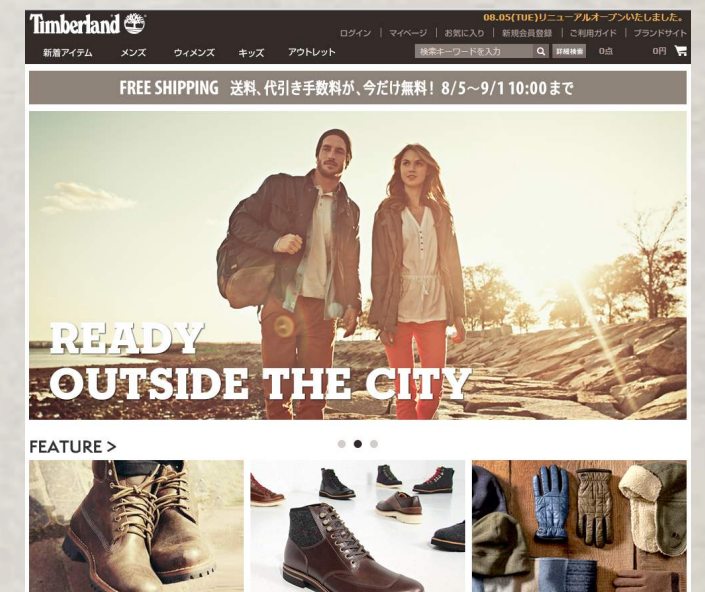 Timberland
08.05(TUE)リニューアルオープンいたしました。
ログイン | マイページ | お気に入り | 新規会員登録 | ご利用ガイド | ブランドサイト
新着アイテム メンズ ウィメンズ キッズ アウトレット
検索キーワードを入力 詳細検索 0点 0円
FREE SHIPPING 送料、代引き手数料が、今だけ無料! 8/5～9/1 10:00まで
READY
OUTSIDE THE CITY
FEATURE >